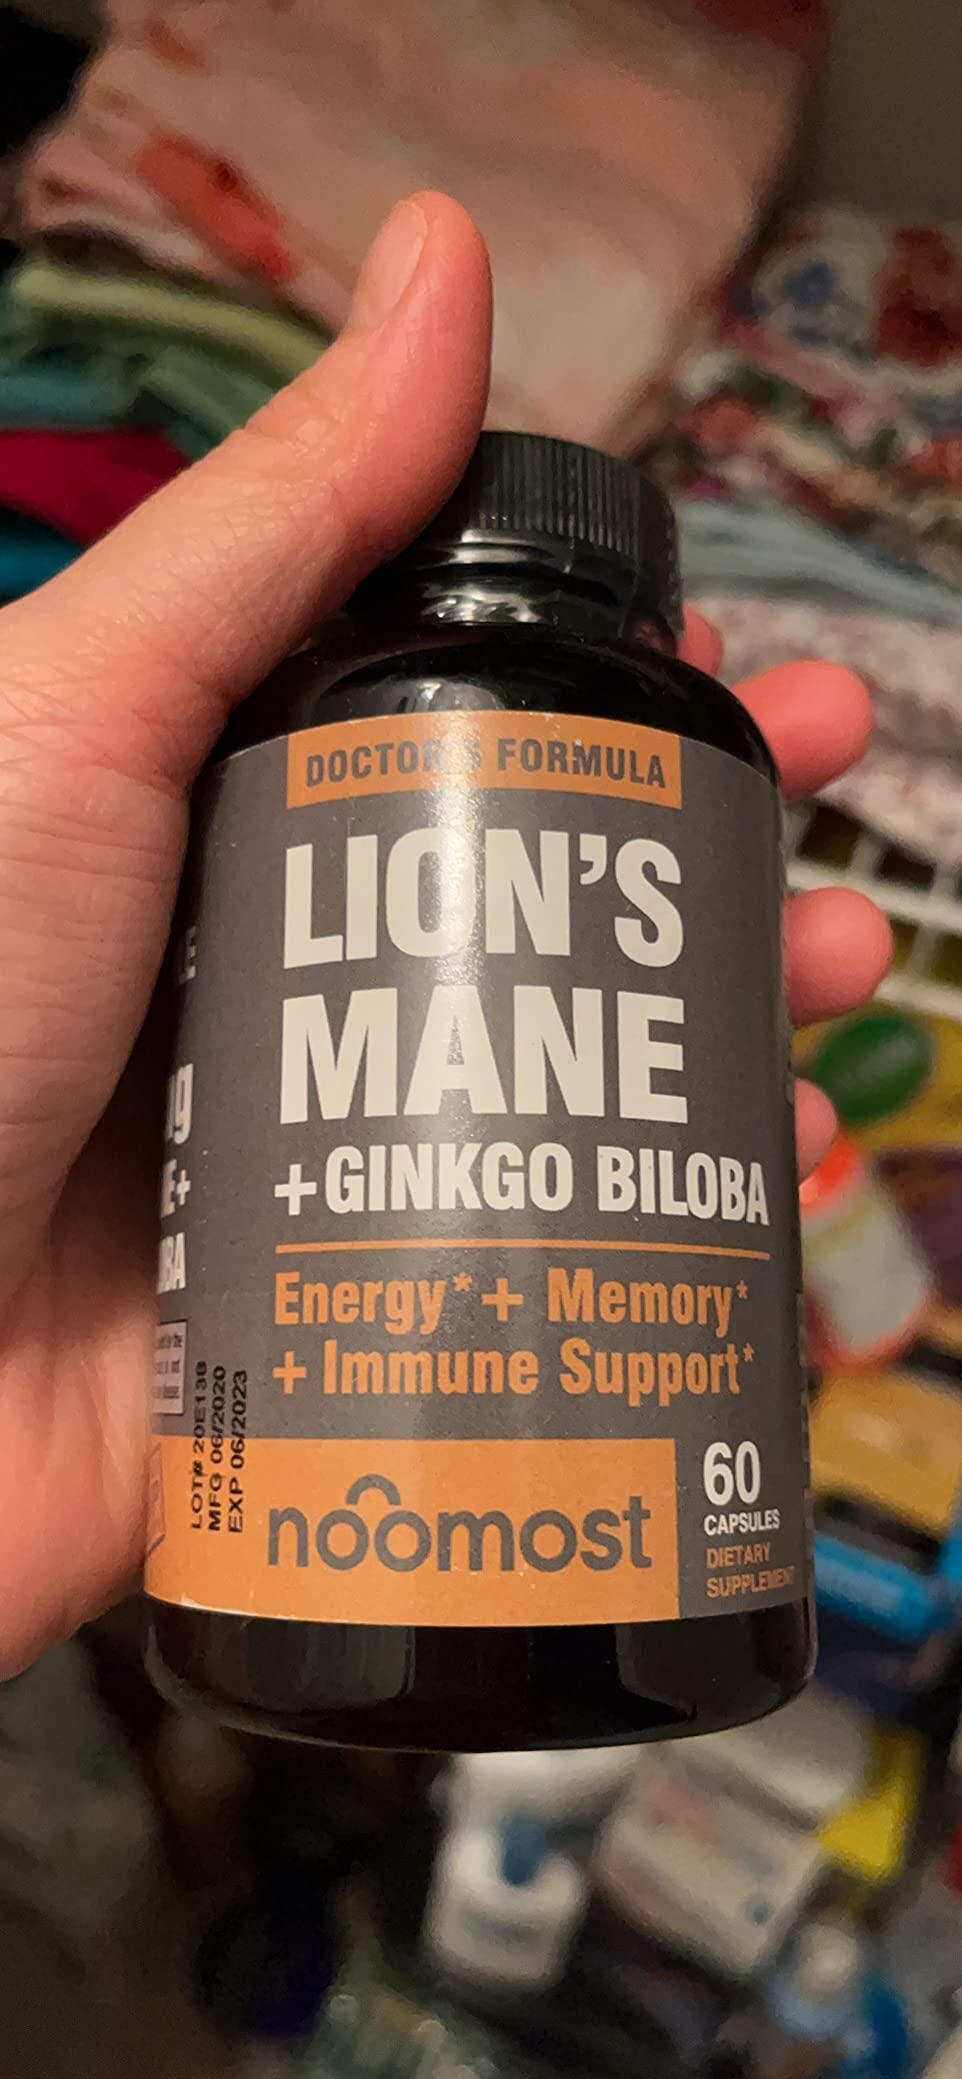 DOCTOR'S FORMULA
LION'S
MANE
+GINKGO BILOBA
Energy* + Memory*
+ Immune Support*
noomost
60
CAPSULES
DIETARY
SUPPLEMENT
LOT# 20E13B
MFG 06/2020
EXP 06/2023